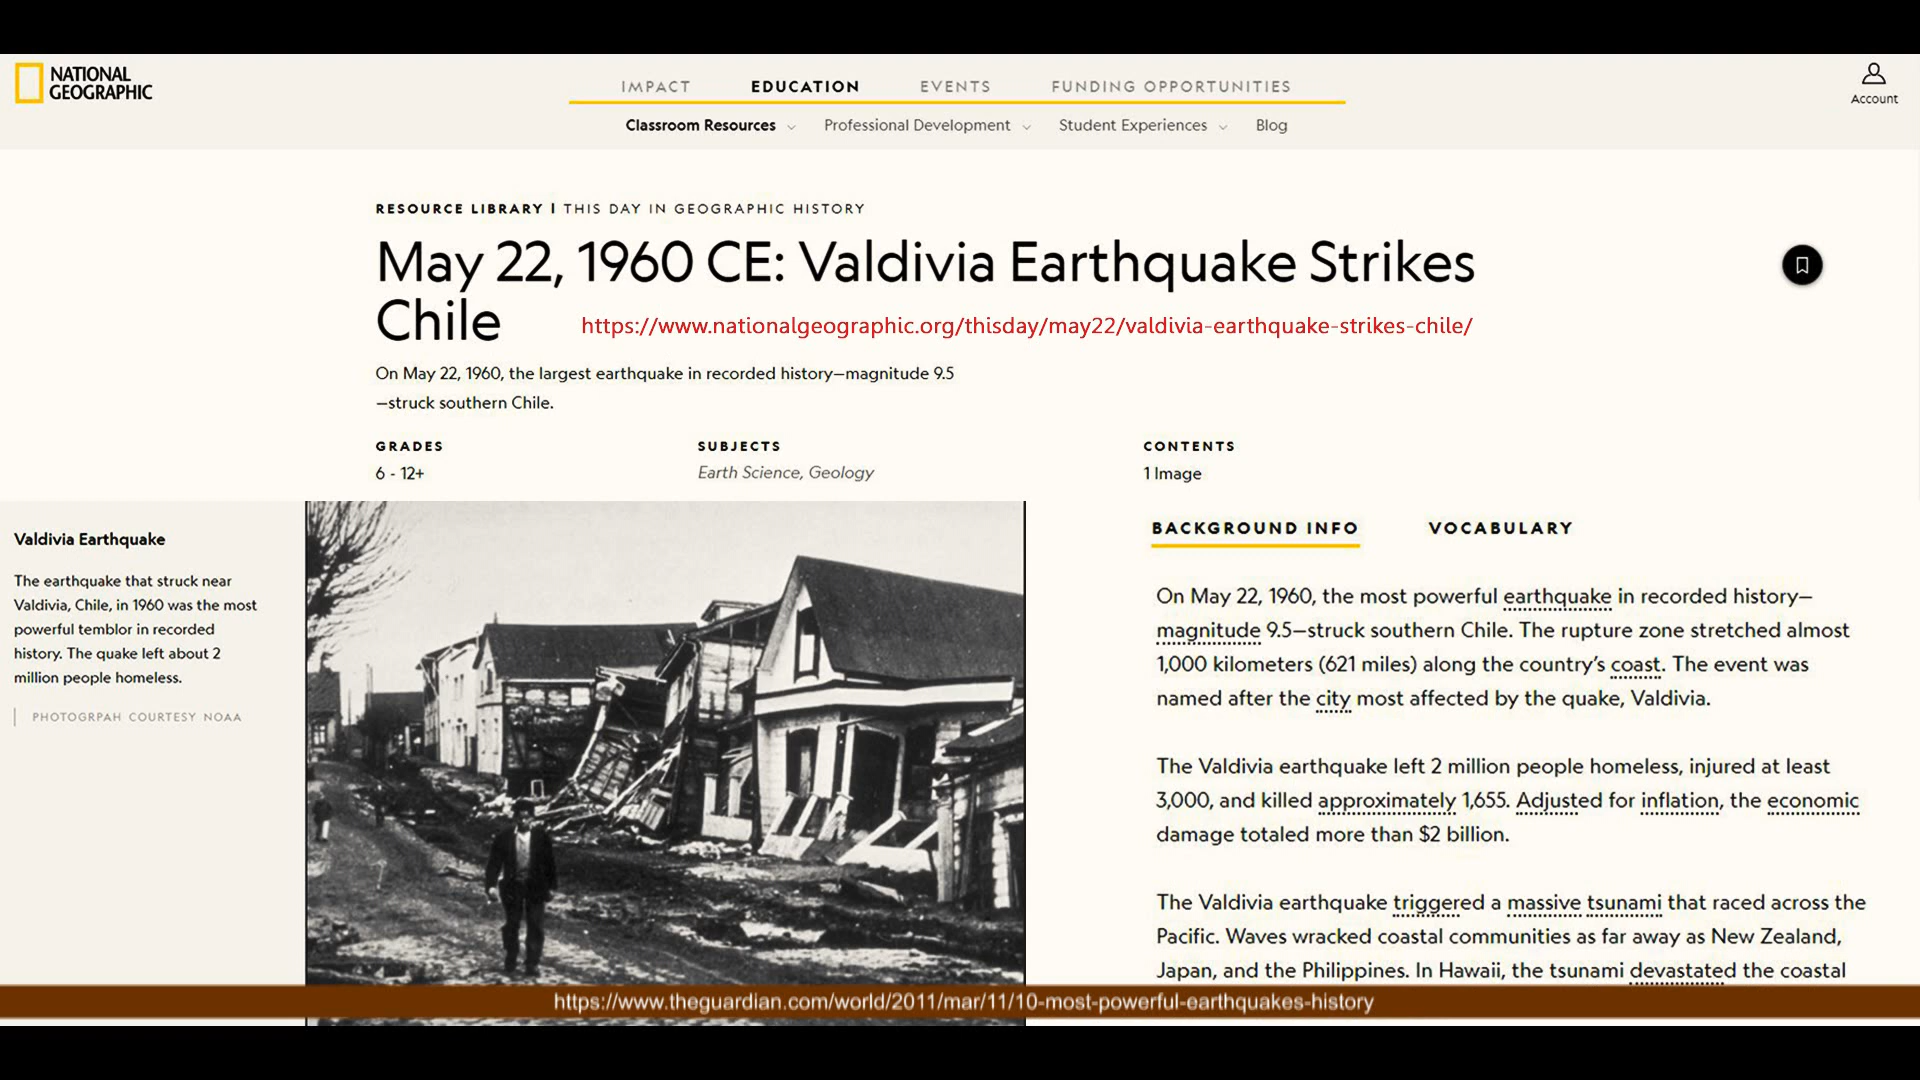 NATIONAL
GEOGRAPHIC
IMPACT EDUCATION EVENTS FUNDING OPPORTUNITIES
Account
Classroom Resources Professional Development Student Experiences Blog
RESOURCE LIBRARY | THIS DAY IN GEOGRAPHIC HISTORY
May 22, 1960 CE: Valdivia Earthquake Strikes
Chile
https://www.nationalgeographic.org/thisday/may22/valdivia-earthquake-strikes-chile/
On May 22, 1960, the largest earthquake in recorded history—magnitude 9.5
—struck southern Chile.
GRADES
6 - 12+
SUBJECTS
Earth Science, Geology
CONTENTS
1 Image
Valdivia Earthquake
The earthquake that struck near
Valdivia, Chile, in 1960 was the most
powerful temblor in recorded
history. The quake left about 2
million people homeless.
PHOTOGRPAH COURTESY NOAA
BACKGROUND INFO VOCABULARY
On May 22, 1960, the most powerful earthquake in recorded history—
magnitude 9.5—struck southern Chile. The rupture zone stretched almost
1,000 kilometers (621 miles) along the country's coast. The event was
named after the city most affected by the quake, Valdivia.
The Valdivia earthquake left 2 million people homeless, injured at least
3,000, and killed approximately 1,655. Adjusted for inflation, the economic
damage totaled more than $2 billion.
The Valdivia earthquake triggered a massive tsunami that raced across the
Pacific. Waves wracked coastal communities as far away as New Zealand,
Japan, and the Philippines. In Hawaii, the tsunami devastated the coastal
https://www.theguardian.com/world/2011/mar/11/10-most-powerful-earthquakes-history